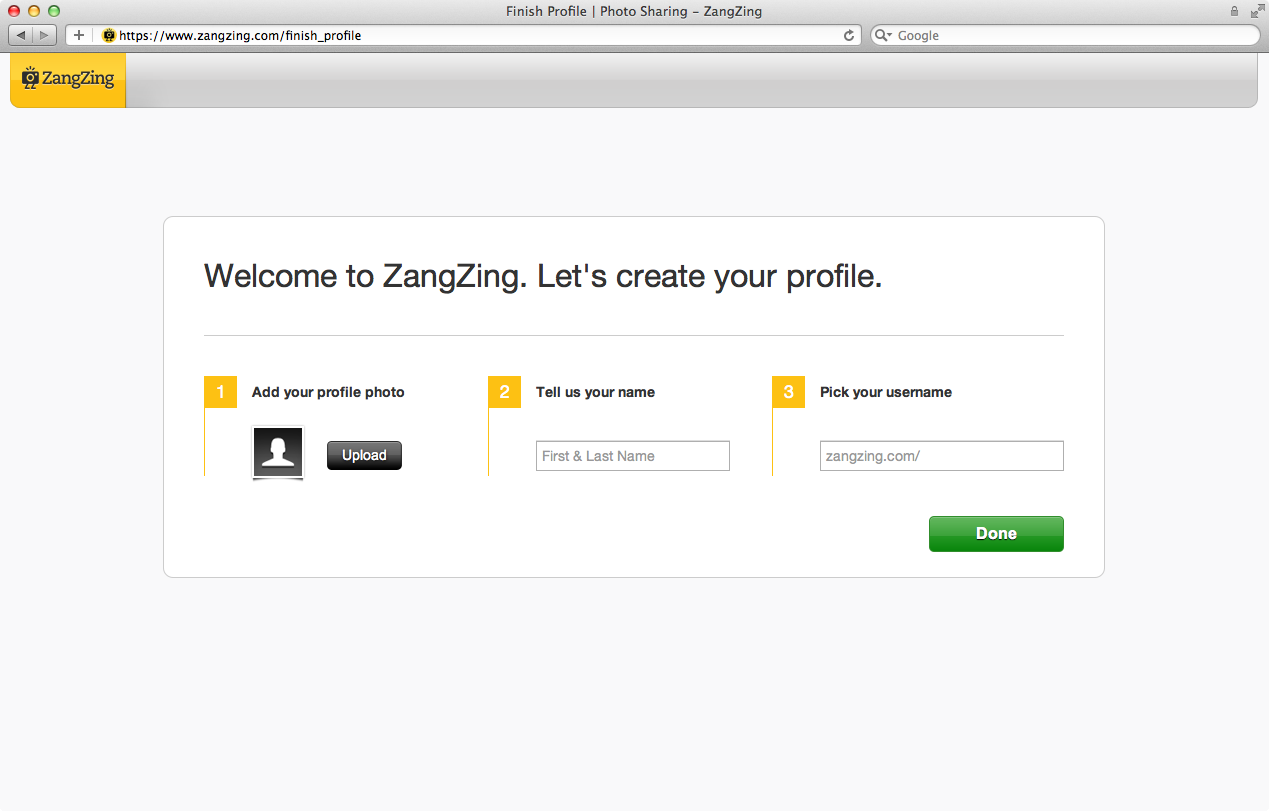 Finish Profile | Photo Sharing – ZangZing
https://www.zangzing.com/finish_profile
Google
ZangZing
Welcome to ZangZing. Let's create your profile.
1 Add your profile photo
2 Tell us your name
3 Pick your username
Upload
First & Last Name
zangzing.com/
Done